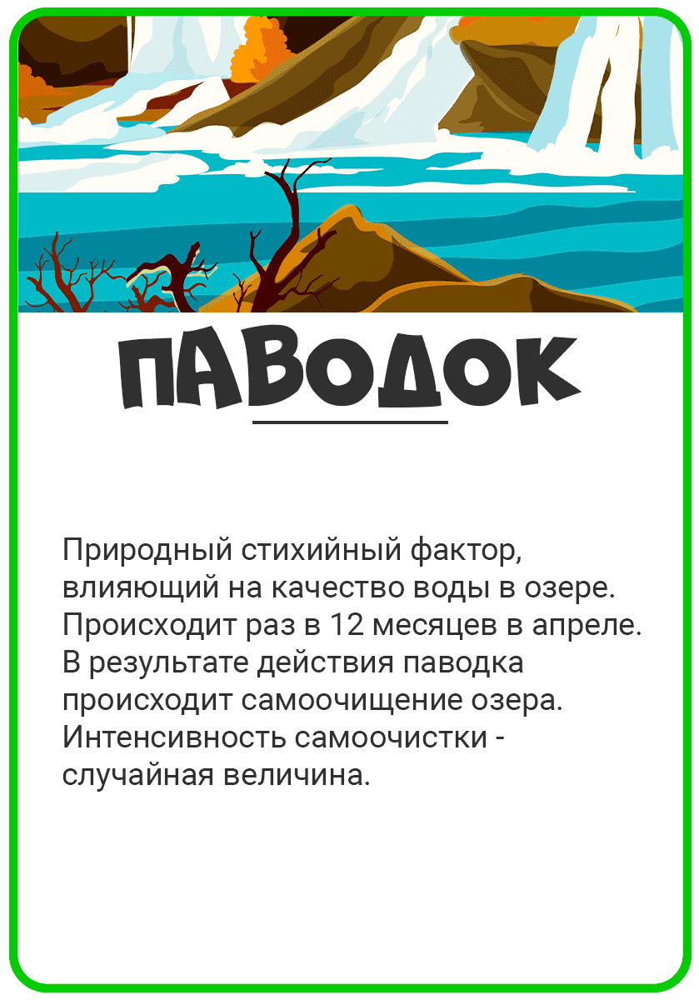 ПАВОДОК
Природный стихийный фактор,
влияющий на качество воды в озере.
Происходит раз в 12 месяцев в апреле.
В результате действия паводка
происходит самоочищение озера.
Интенсивность самоочистки -
случайная величина.